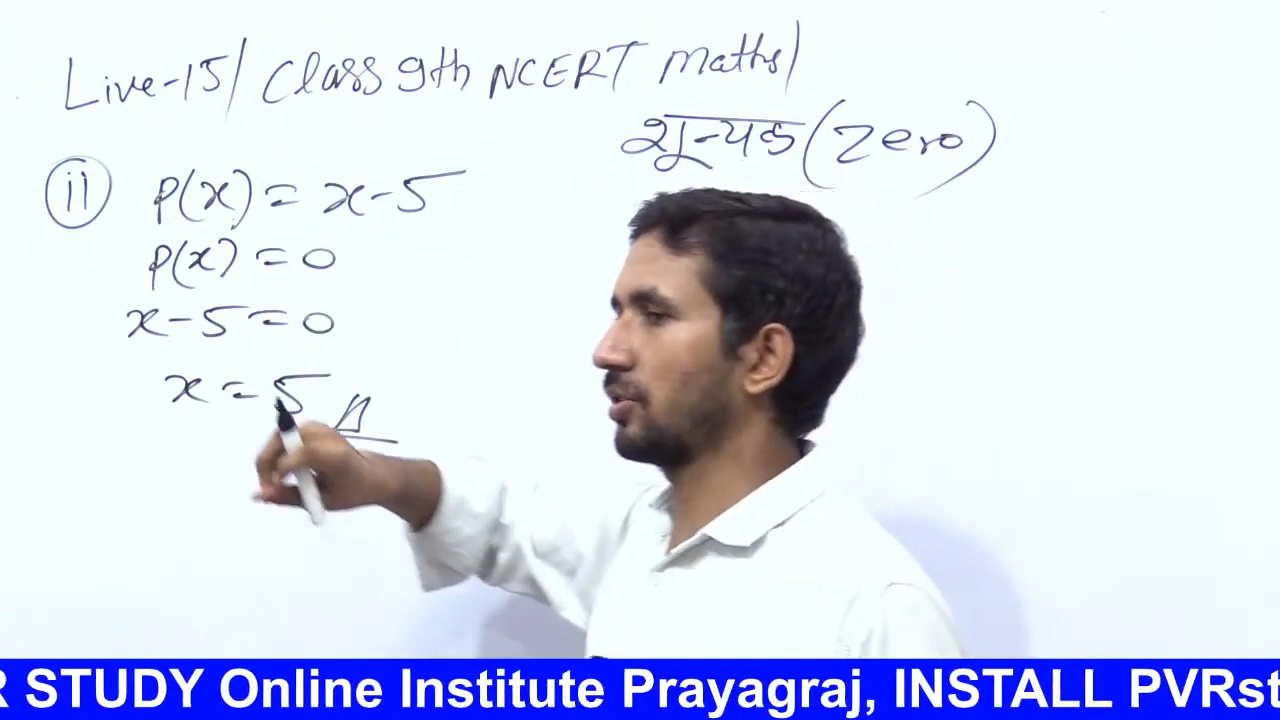 Live-15/ Class 9th NCERT Maths/
शून्यक (Zero)
ii P(x) = x-5
P(x) = 0
x-5=0
x = 5
R STUDY Online Institute Prayagraj, INSTALL PVRst